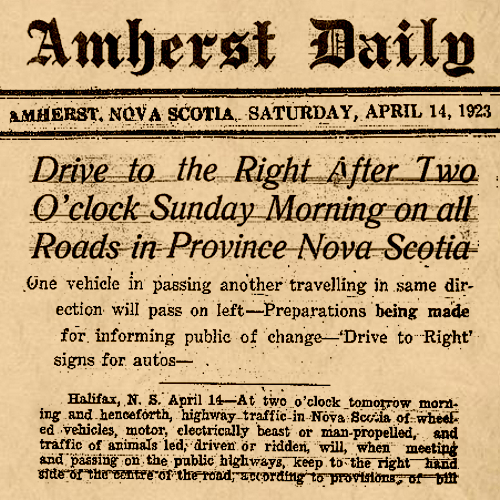 Amherst Daily
AMHERST, NOVA SCOTIA, SATURDAY, APRIL 14, 1923
Drive to the Right After Two
O'clock Sunday Morning on all
Roads in Province Nova Scotia
One vehicle in passing another travelling in same dir-
ection will pass on left—Preparations being made
for informing public of change—'Drive to Right'
signs for autos—
Halifax, N. S. April 14—At two o'clock tomorrow morn-
ing and henceforth, highway traffic in Nova Scotia of wheel-
ed vehicles, motor, electrically beast or man-propelled, and
traffic of animals led, driven or ridden, will, when meeting
and passing on the public highways, keep to the right hand
side of the centre of the road, according to provisions, of bill